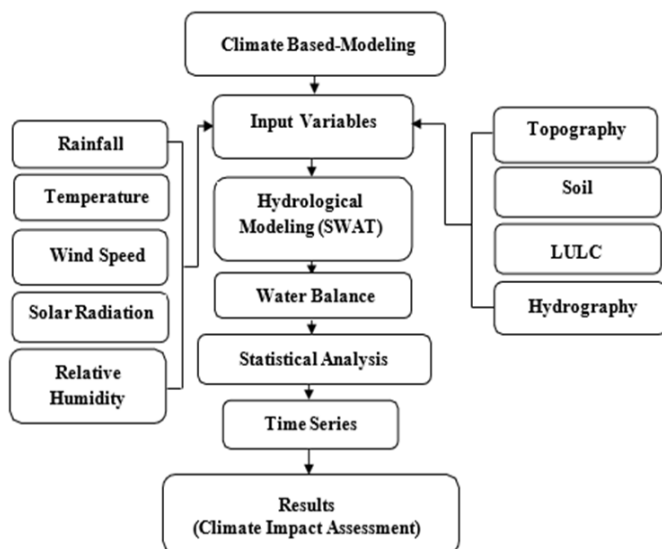 Climate Based-Modeling
Input Variables
Rainfall
Temperature
Wind Speed
Solar Radiation
Relative
Humidity
Topography
Soil
LULC
Hydrography
Hydrological
Modeling (SWAT)
Water Balance
Statistical Analysis
Time Series
Results
(Climate Impact Assessment)